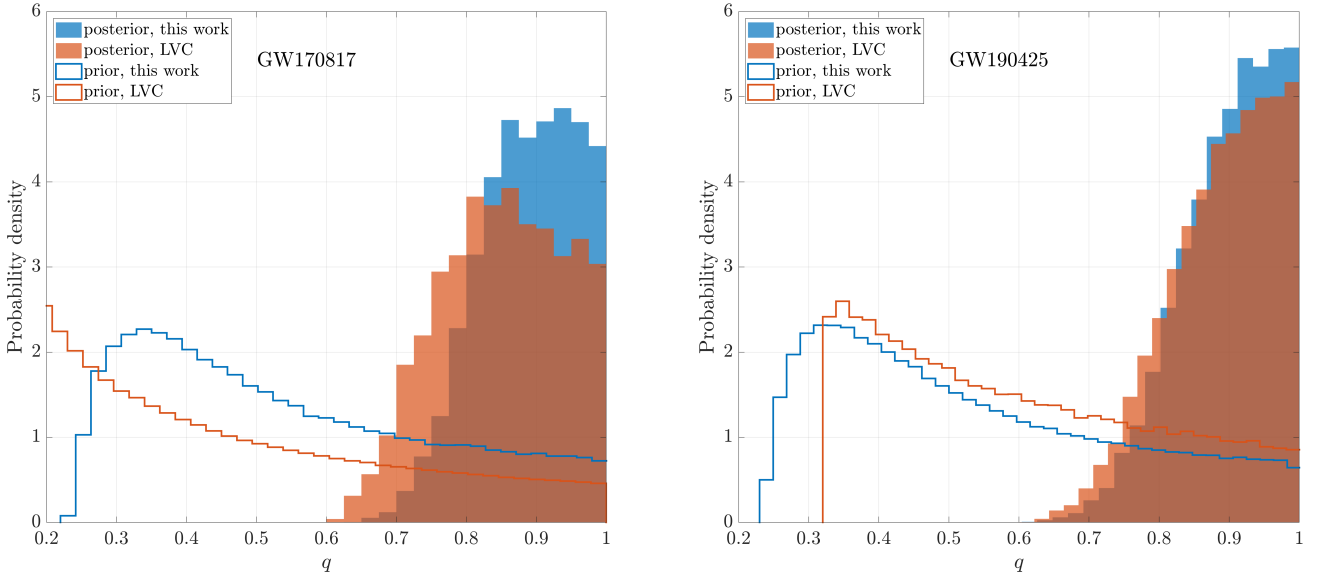 6
5
4
3
2
1
0
Probability density
posterior, this work
posterior, LVC
prior, this work
prior, LVC
GW170817
0.2 0.3 0.4 0.5 0.6 0.7 0.8 0.9 1
q
6
5
4
3
2
1
0
Probability density
posterior, this work
posterior, LVC
prior, this work
prior, LVC
GW190425
0.2 0.3 0.4 0.5 0.6 0.7 0.8 0.9 1
q